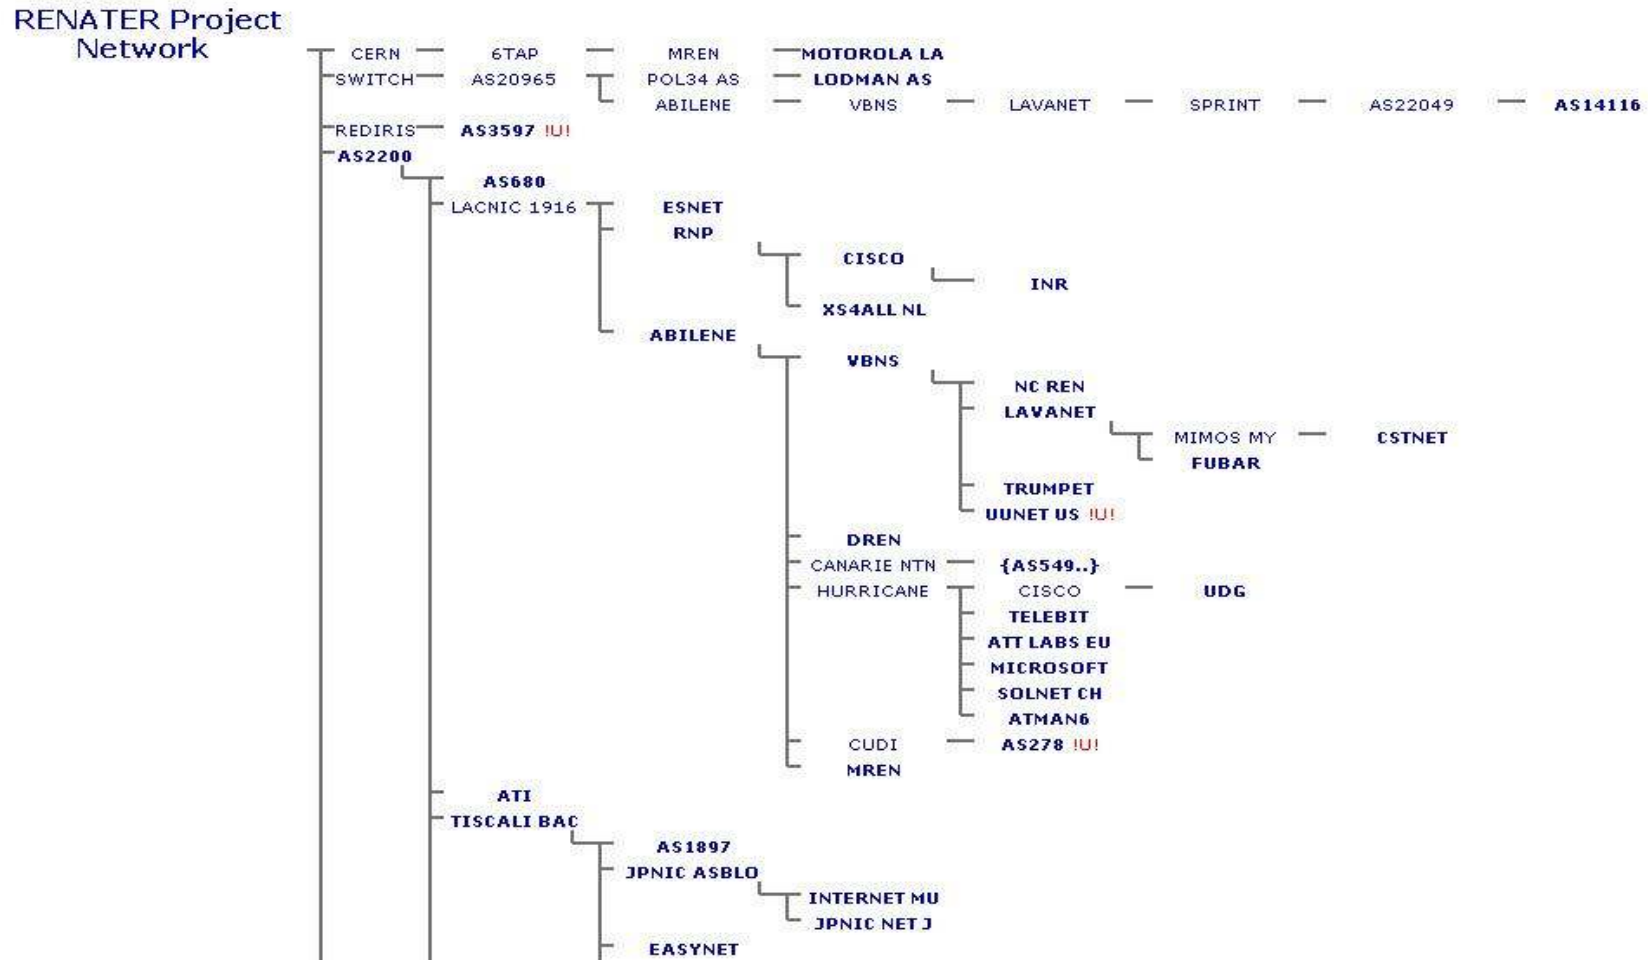 RENATER Project
Network
CERN 6TAP MREN MOTOROLA LA
SWITCH AS20965 POL34 AS LODMAN AS
ABILENE VBNS LAVANET SPRINT AS22049 AS14116
REDIRIS AS3597 !U!
AS2200
AS680
LACNIC 1916 ESNET
RNP
CISCO
INR
XS4ALL NL
ABILENE
VBNS
NC REN
LAVANET
MIMOS MY CSTNET
FUBAR
TRUMPET
UUNET US !U!
DREN
CANARIE NTN {AS549..}
HURRICANE CISCO UDG
TELEBIT
ATT LABS EU
MICROSOFT
SOLNET CH
ATMAN6
CUDI AS278 !U!
MREN
ATI
TISCALI BAC
AS1897
JPNIC ASBLO
INTERNET MU
JPNIC NET J
EASYNET